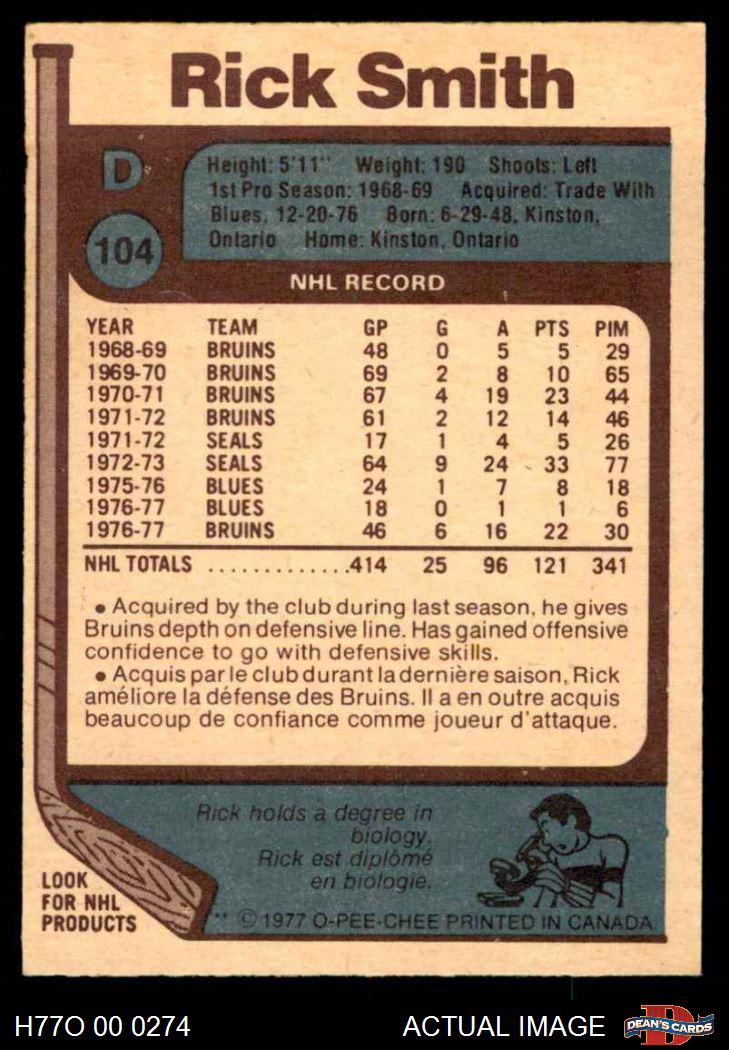 Rick Smith
D
104
Height: 5'11" Weight: 190 Shoots: Left
1st Pro Season: 1968-69 Acquired: Trade With
Blues, 12-20-76 Born: 6-29-48, Kinston,
Ontario Home: Kinston, Ontario
NHL RECORD
YEAR TEAM GP G A PTS PIM
1968-69 BRUINS 48 0 5 5 29
1969-70 BRUINS 69 2 8 10 65
1970-71 BRUINS 67 4 19 23 44
1971-72 BRUINS 61 2 12 14 46
1971-72 SEALS 17 1 4 5 26
1972-73 SEALS 64 9 24 33 77
1975-76 BLUES 24 1 7 8 18
1976-77 BLUES 18 0 1 1 6
1976-77 BRUINS 46 6 16 22 30
NHL TOTALS .............414 25 96 121 341
• Acquired by the club during last season, he gives
Bruins depth on defensive line. Has gained offensive
confidence to go with defensive skills.
• Acquis par le club durant la dernière saison, Rick
améliore la défense des Bruins. Il a en outre acquis
beaucoup de confiance comme joueur d'attaque.
Rick holds a degree in
biology.
Rick est diplômé
en biologie.
LOOK
FOR NHL
PRODUCTS
** © 1977 O-PEE-CHEE PRINTED IN CANADA
H77O 00 0274 ACTUAL IMAGE
D
DEAN'S CARDS